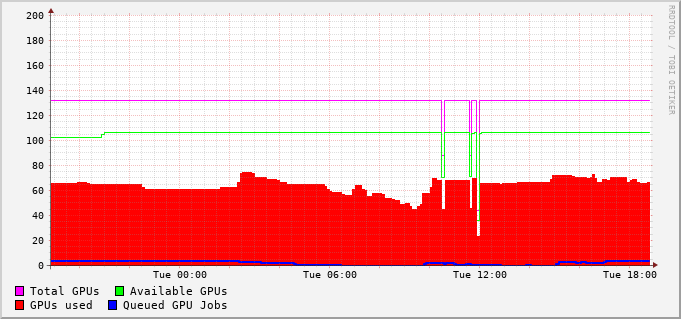 200
180
160
140
120
100
80
60
40
20
0
Tue 00:00 Tue 06:00 Tue 12:00 Tue 18:00
Total GPUs Available GPUs
GPUs used Queued GPU Jobs
RRDTOOL / TOBI OETIKER